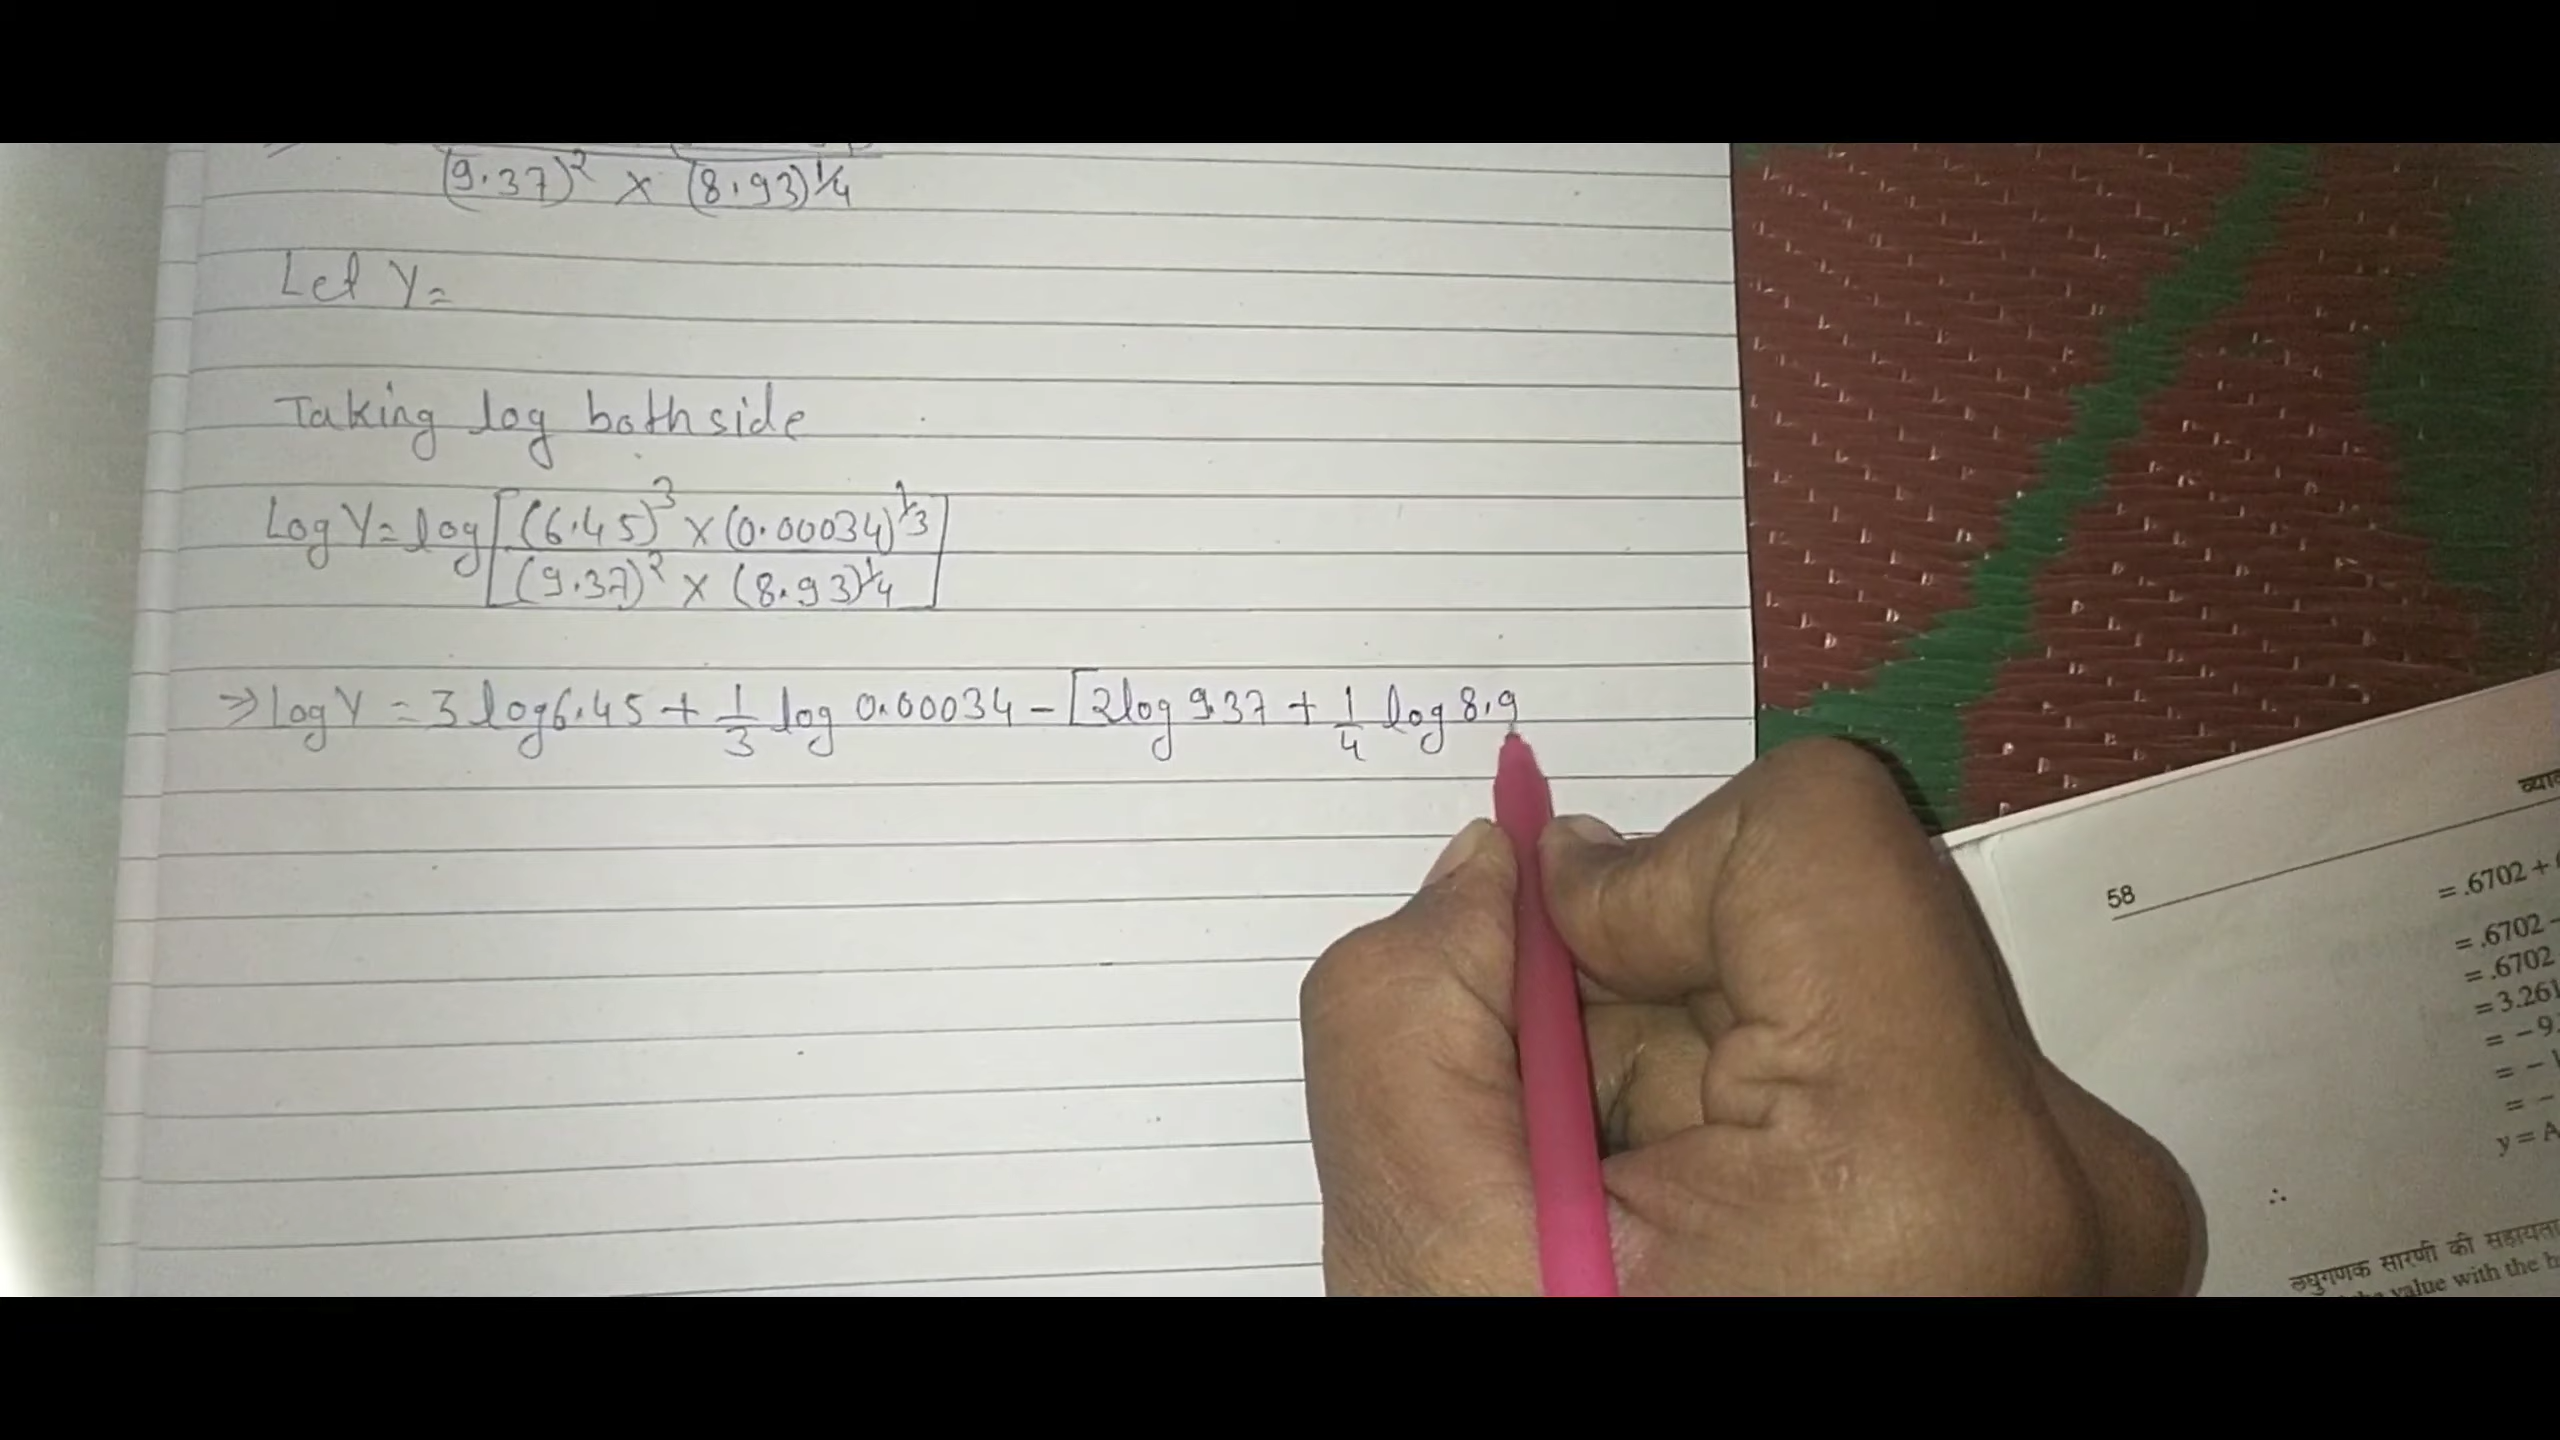 (9.37)² × (8.93)¼
Let Y=
Taking log both side
Log Y= log [(6.45)³ × (0.00034)⅓
(9.37)² × (8.93)¼]
⇒ Log Y = 3 log 6.45 + 1/3 log 0.00034 - [2 log 9.37 + 1/4 log 8.9
58
= .6702 +
= .6702 -
= .6702
= 3.261
= -9.
= -
= -
y = A
∴
लघुगणक सारणी की सहायता
value with the